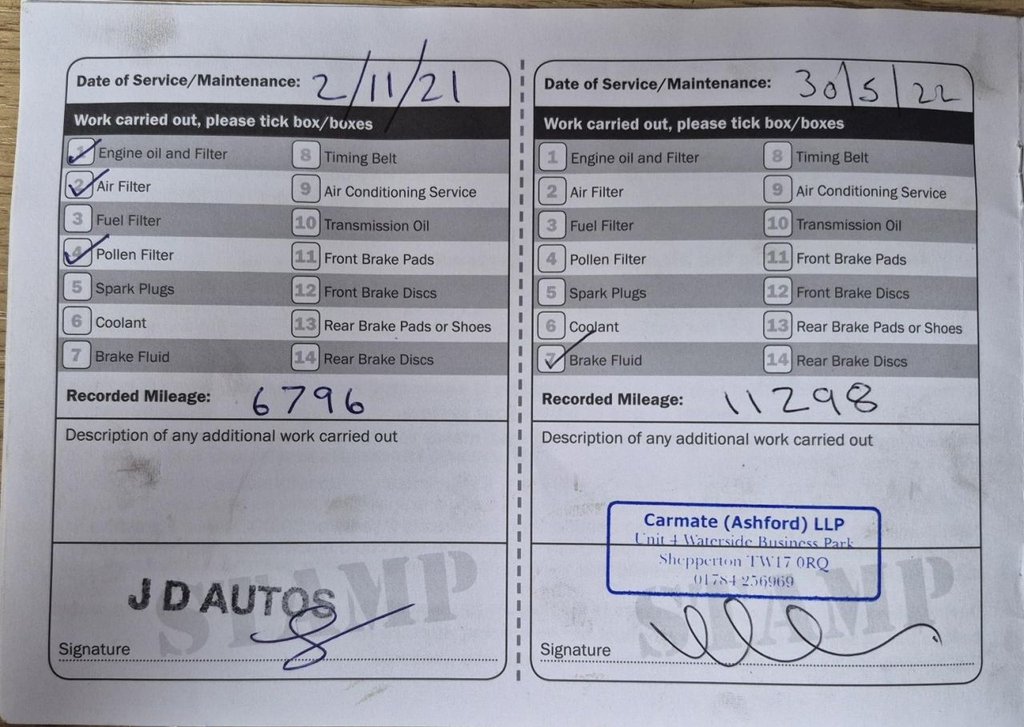 Date of Service/Maintenance: 2/11/21
Work carried out, please tick box/boxes
1 Engine oil and Filter
2 Air Filter
3 Fuel Filter
4 Pollen Filter
5 Spark Plugs
6 Coolant
7 Brake Fluid
8 Timing Belt
9 Air Conditioning Service
10 Transmission Oil
11 Front Brake Pads
12 Front Brake Discs
13 Rear Brake Pads or Shoes
14 Rear Brake Discs
Recorded Mileage: 6796
Description of any additional work carried out
STAMP
J D AUTOS
Signature
Date of Service/Maintenance: 30/5/22
Work carried out, please tick box/boxes
1 Engine oil and Filter
2 Air Filter
3 Fuel Filter
4 Pollen Filter
5 Spark Plugs
6 Coolant
7 Brake Fluid
8 Timing Belt
9 Air Conditioning Service
10 Transmission Oil
11 Front Brake Pads
12 Front Brake Discs
13 Rear Brake Pads or Shoes
14 Rear Brake Discs
Recorded Mileage: 11298
Description of any additional work carried out
Carmate (Ashford) LLP
Unit 4 Waterside Business Park
Shepperton TW17 0RQ
01784 256969
STAMP
Signature